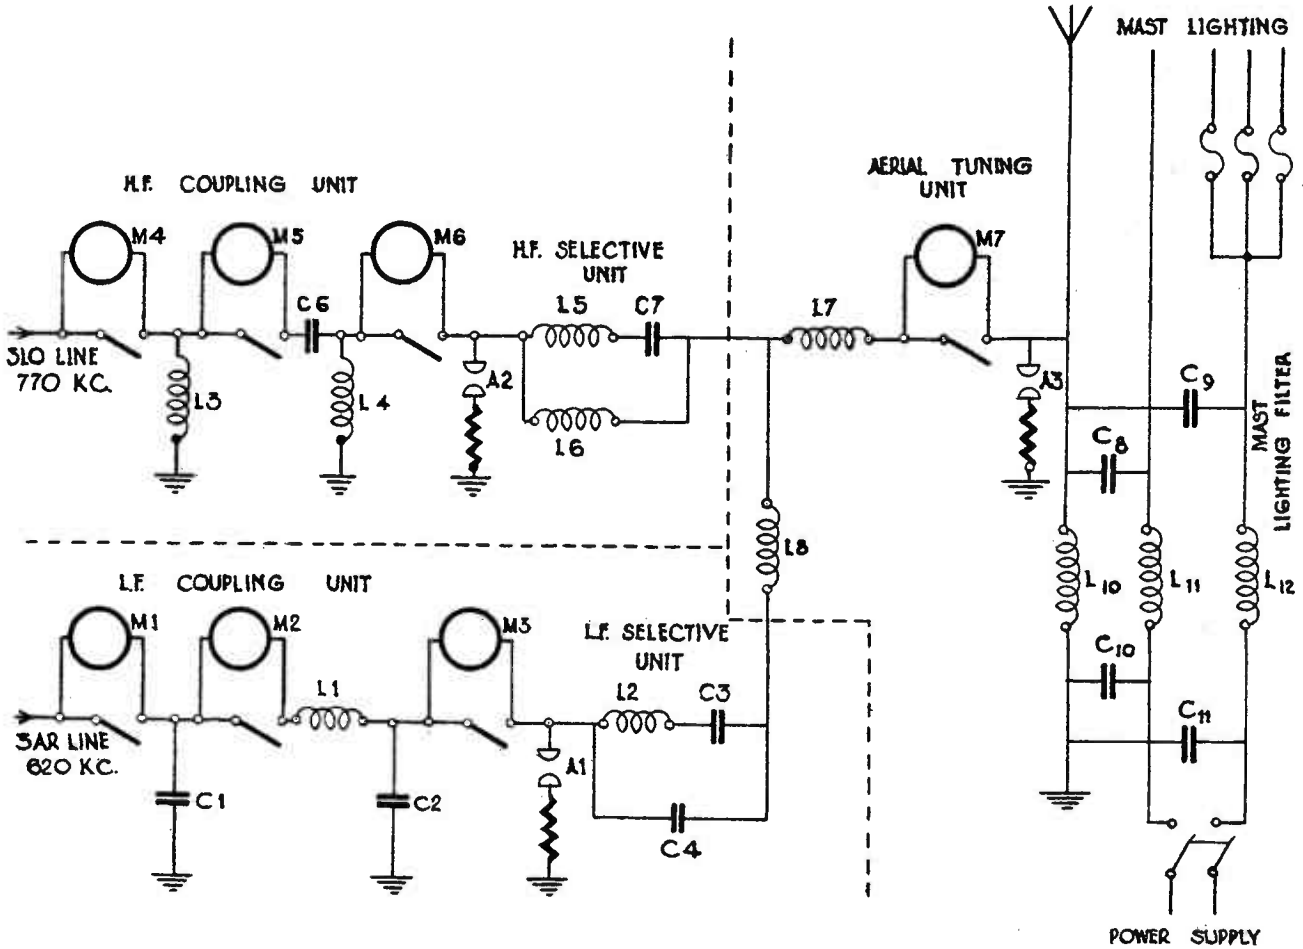 MAST LIGHTING
AERIAL TUNING
UNIT
H.F. COUPLING UNIT
M4
M5
M6
H.F. SELECTIVE
UNIT
M7
C6
L5
C7
L7
3LO LINE
770 KC.
L3
L4
A2
L6
A3
C9
C8
MAST
LIGHTING FILTER
L8
L10
L11
L12
L.F. COUPLING UNIT
M1
M2
M3
L.F. SELECTIVE
UNIT
L1
L2
C3
C10
C11
3AR LINE
620 KC.
C1
C2
A1
C4
POWER SUPPLY